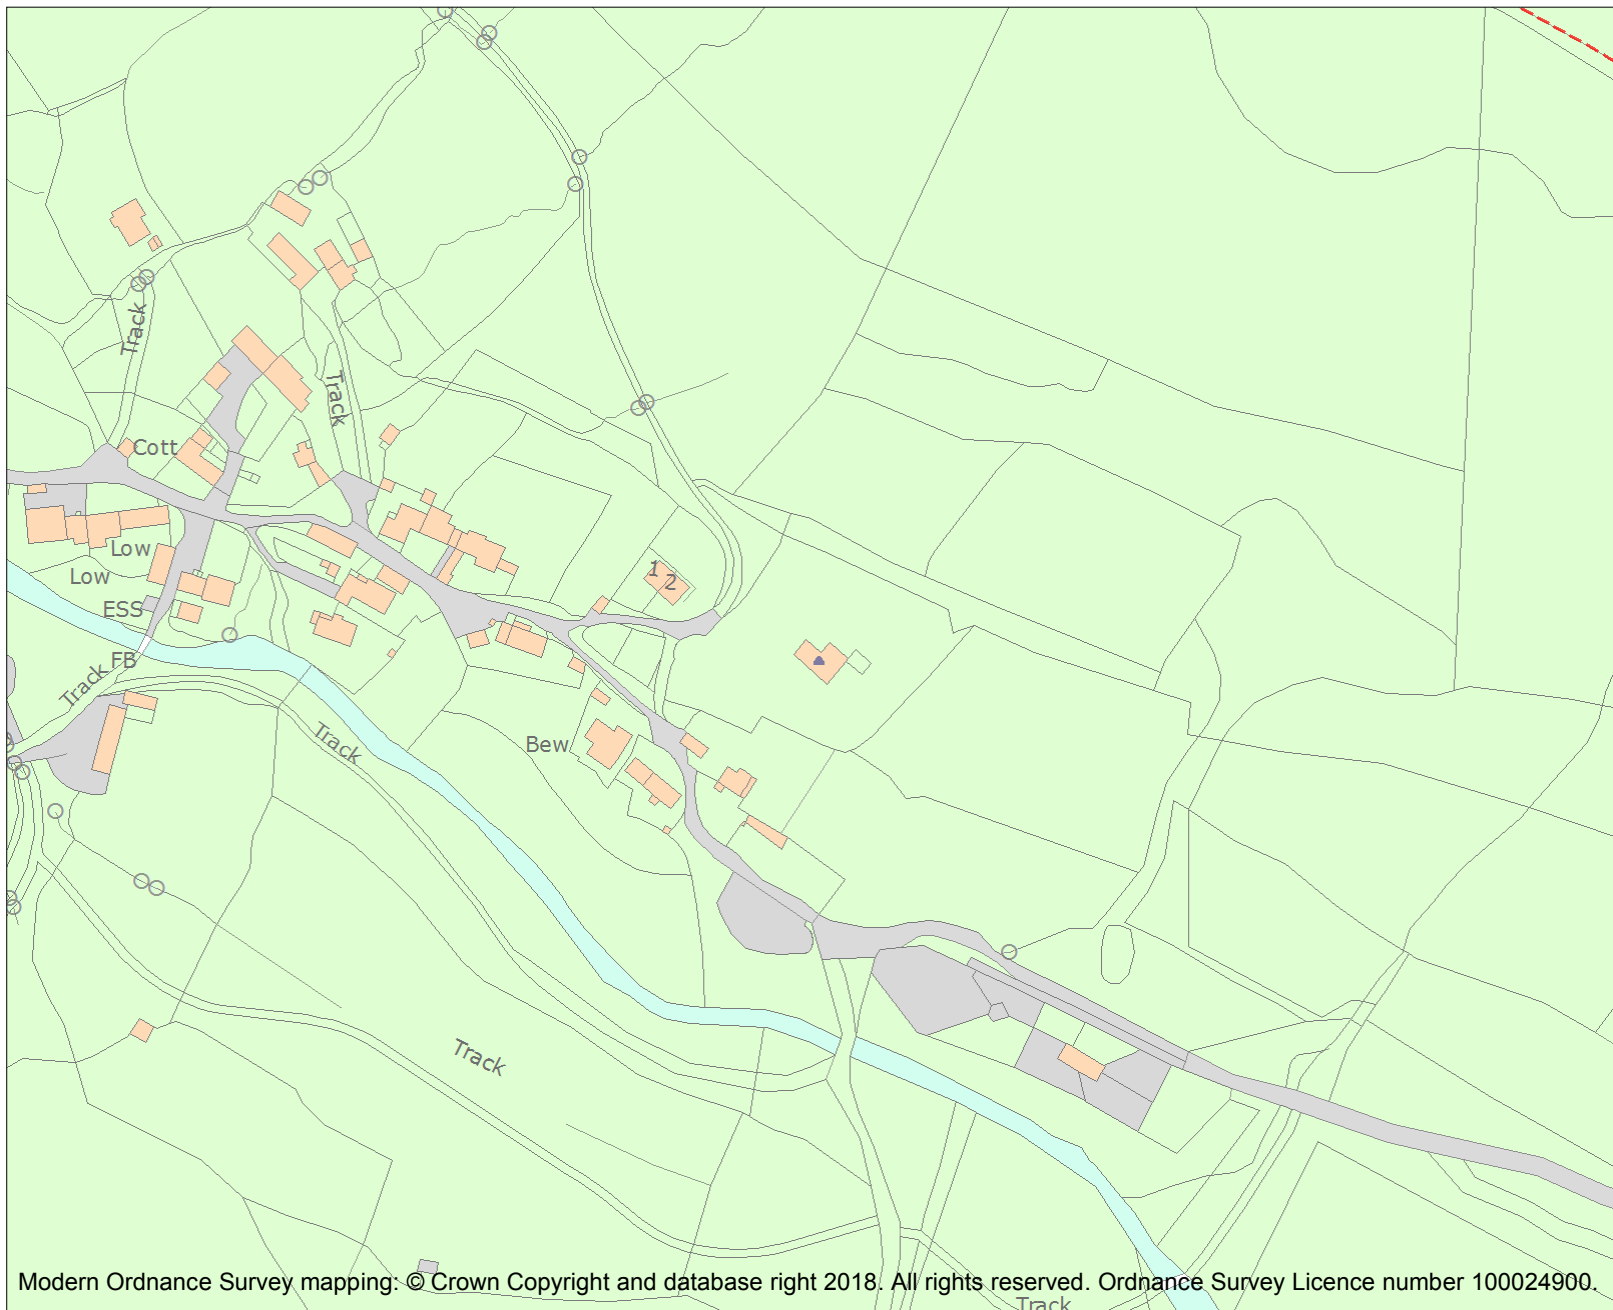 Track
Track
Cott
Low
Low
1
2
ESS
FB
Track
Track
Bew
Track
Modern Ordnance Survey mapping: © Crown Copyright and database right 2018. All rights reserved. Ordnance Survey Licence number 100024900.
Track